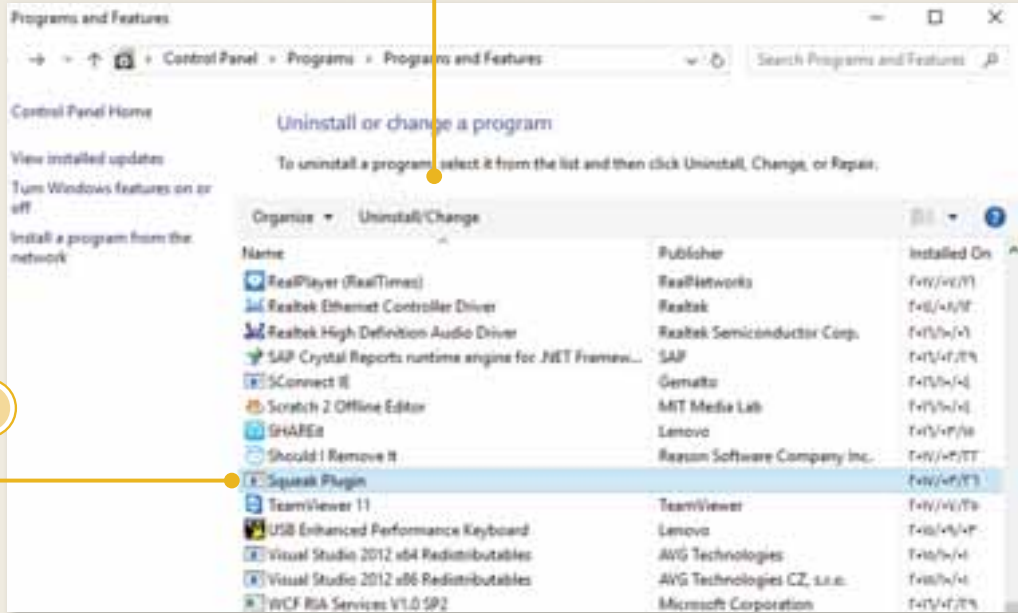 Programs and Features
Control Panel › Programs › Programs and Features
Search Programs and Features
Control Panel Home
View installed updates
Turn Windows features on or off
Install a program from the network
Uninstall or change a program
To uninstall a program, select it from the list and then click Uninstall, Change, or Repair.
Organize Uninstall/Change
Name Publisher Installed On
RealPlayer (RealTimes) RealNetworks
Realtek Ethernet Controller Driver Realtek
Realtek High Definition Audio Driver Realtek Semiconductor Corp.
SAP Crystal Reports runtime engine for .NET Framew... SAP
SConnect IE Gemalto
Scratch 2 Offline Editor MIT Media Lab
SHAREit Lenovo
Should I Remove It Reason Software Company Inc.
Squeak Plugin
TeamViewer 11 TeamViewer
USB Enhanced Performance Keyboard Lenovo
Visual Studio 2012 x64 Redistributables AVG Technologies
Visual Studio 2012 x86 Redistributables AVG Technologies CZ, s.r.o.
WCF RIA Services V1.0 SP2 Microsoft Corporation